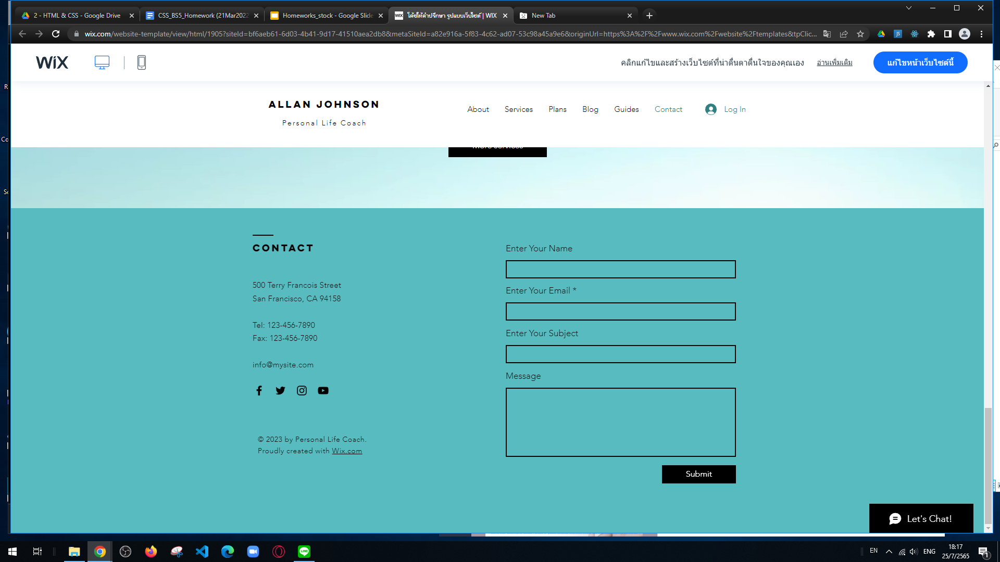 2 - HTML & CSS - Google Drive
CSS_BS5_Homework (21Mar2022
Homeworks_stock - Google Slide
WIX โค้ชให้คำปรึกษา รูปแบบเว็บไซต์ | WIX
New Tab
wix.com/website-template/view/html/1905?siteId=bf6aeb61-6d03-4b41-9d17-41510aea2db8&metaSiteId=a82e916a-5f83-4c62-ad07-53c98a45a9e6&originUrl=https%3A%2F%2Fwww.wix.com%2Fwebsite%2Ftemplates&tpClic...
JS
WiX
คลิกแก้ไขและสร้างเว็บไซต์ที่น่าตื่นตาตื่นใจของคุณเอง
อ่านเพิ่มเติม
แก้ไขหน้าเว็บไซต์นี้
ALLAN JOHNSON
Personal Life Coach
About
Services
Plans
Blog
Guides
Contact
Log In
More Services
CONTACT
500 Terry Francois Street
San Francisco, CA 94158
Tel: 123-456-7890
Fax: 123-456-7890
info@mysite.com
© 2023 by Personal Life Coach.
Proudly created with Wix.com
Enter Your Name
Enter Your Email *
Enter Your Subject
Message
Submit
Let's Chat!
LINE
EN
ENG
18:17
25/7/2565
1